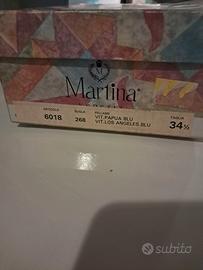 M
Martina
ARTICOLO SUOLA PELLAME TAGLIA
6018 268 VIT.PAPUA BLU 34½
VIT.LOS ANGELES.BLU
subito